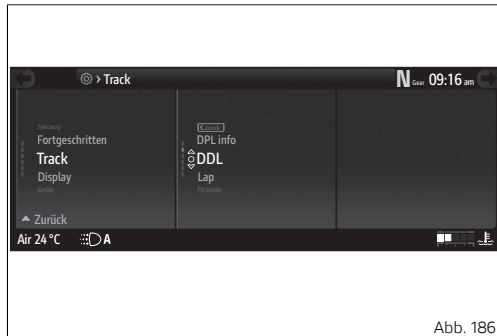 Track
N Gear 09:16 am
Fahrzeug
Fortgeschritten
Track
Display
Geräte
Zurück
Zurück
DPL info
DDL
Lap
Pit limiter
Air 24 °C A
Abb. 186